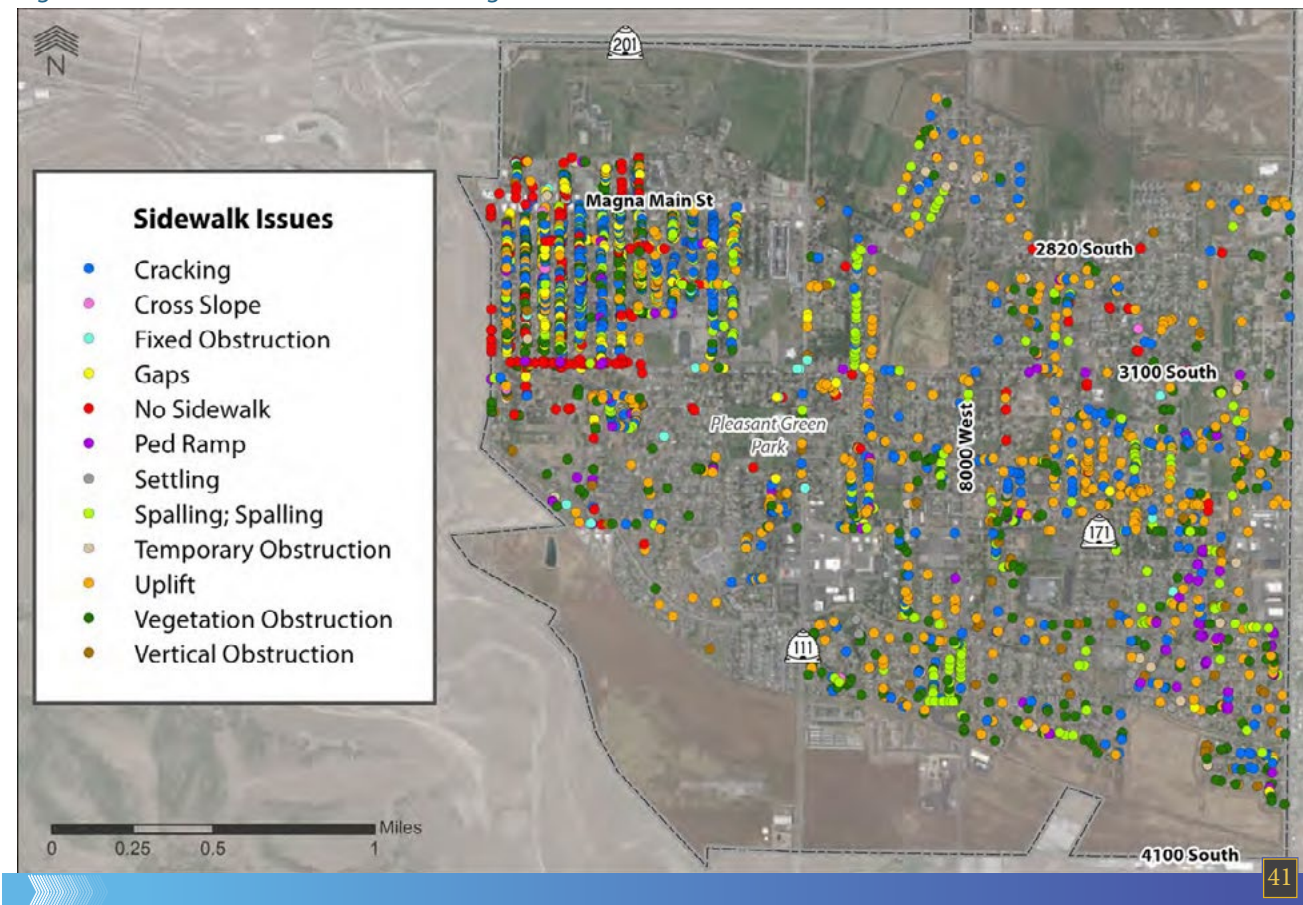 N
201
Magna Main St
2820 South
3100 South
8000 West
Pleasant Green
Park
171
111
4100 South
Sidewalk Issues
Cracking
Cross Slope
Fixed Obstruction
Gaps
No Sidewalk
Ped Ramp
Settling
Spalling; Spalling
Temporary Obstruction
Uplift
Vegetation Obstruction
Vertical Obstruction
Miles
0 0.25 0.5 1
41